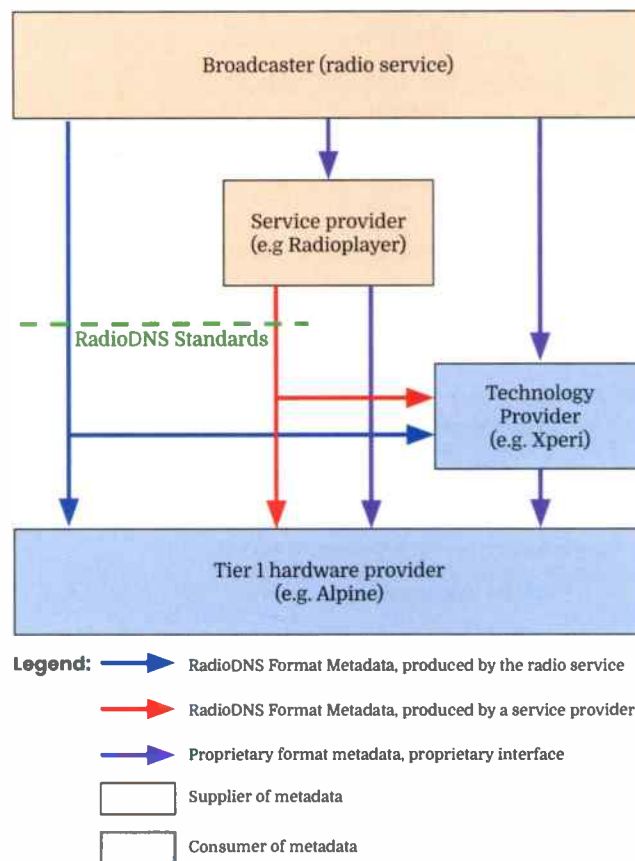 Broadcaster (radio service)
Service provider
(e.g Radioplayer)
RadioDNS Standards
Technology
Provider
(e.g. Xperi)
Tier 1 hardware provider
(e.g. Alpine)
Legend:
RadioDNS Format Metadata, produced by the radio service
RadioDNS Format Metadata, produced by a service provider
Proprietary format metadata, proprietary interface
Supplier of metadata
Consumer of metadata